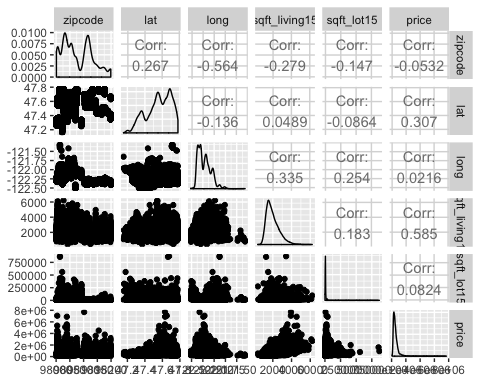 zipcode lat long sqft_living15 sqft_lot15 price
0.0100 Corr: Corr: Corr: Corr: Corr: zipcode
0.0075
0.0050 0.267 -0.564 -0.279 -0.147 -0.0532
0.0025
0.0000
47.8 Corr: Corr: Corr: Corr: lat
47.6
47.4 -0.136 0.0489 -0.0864 0.307
47.2
-121.50 Corr: Corr: Corr: long
-121.75
-122.00
-122.25 0.335 0.254 0.0216
-122.50
6000 Corr: Corr: sqft_living15
4000
2000 0.183 0.585
750000 Corr: sqft_lot15
500000
250000 0.0824
0
8e+06 price
6e+06
4e+06
2e+06
0e+00